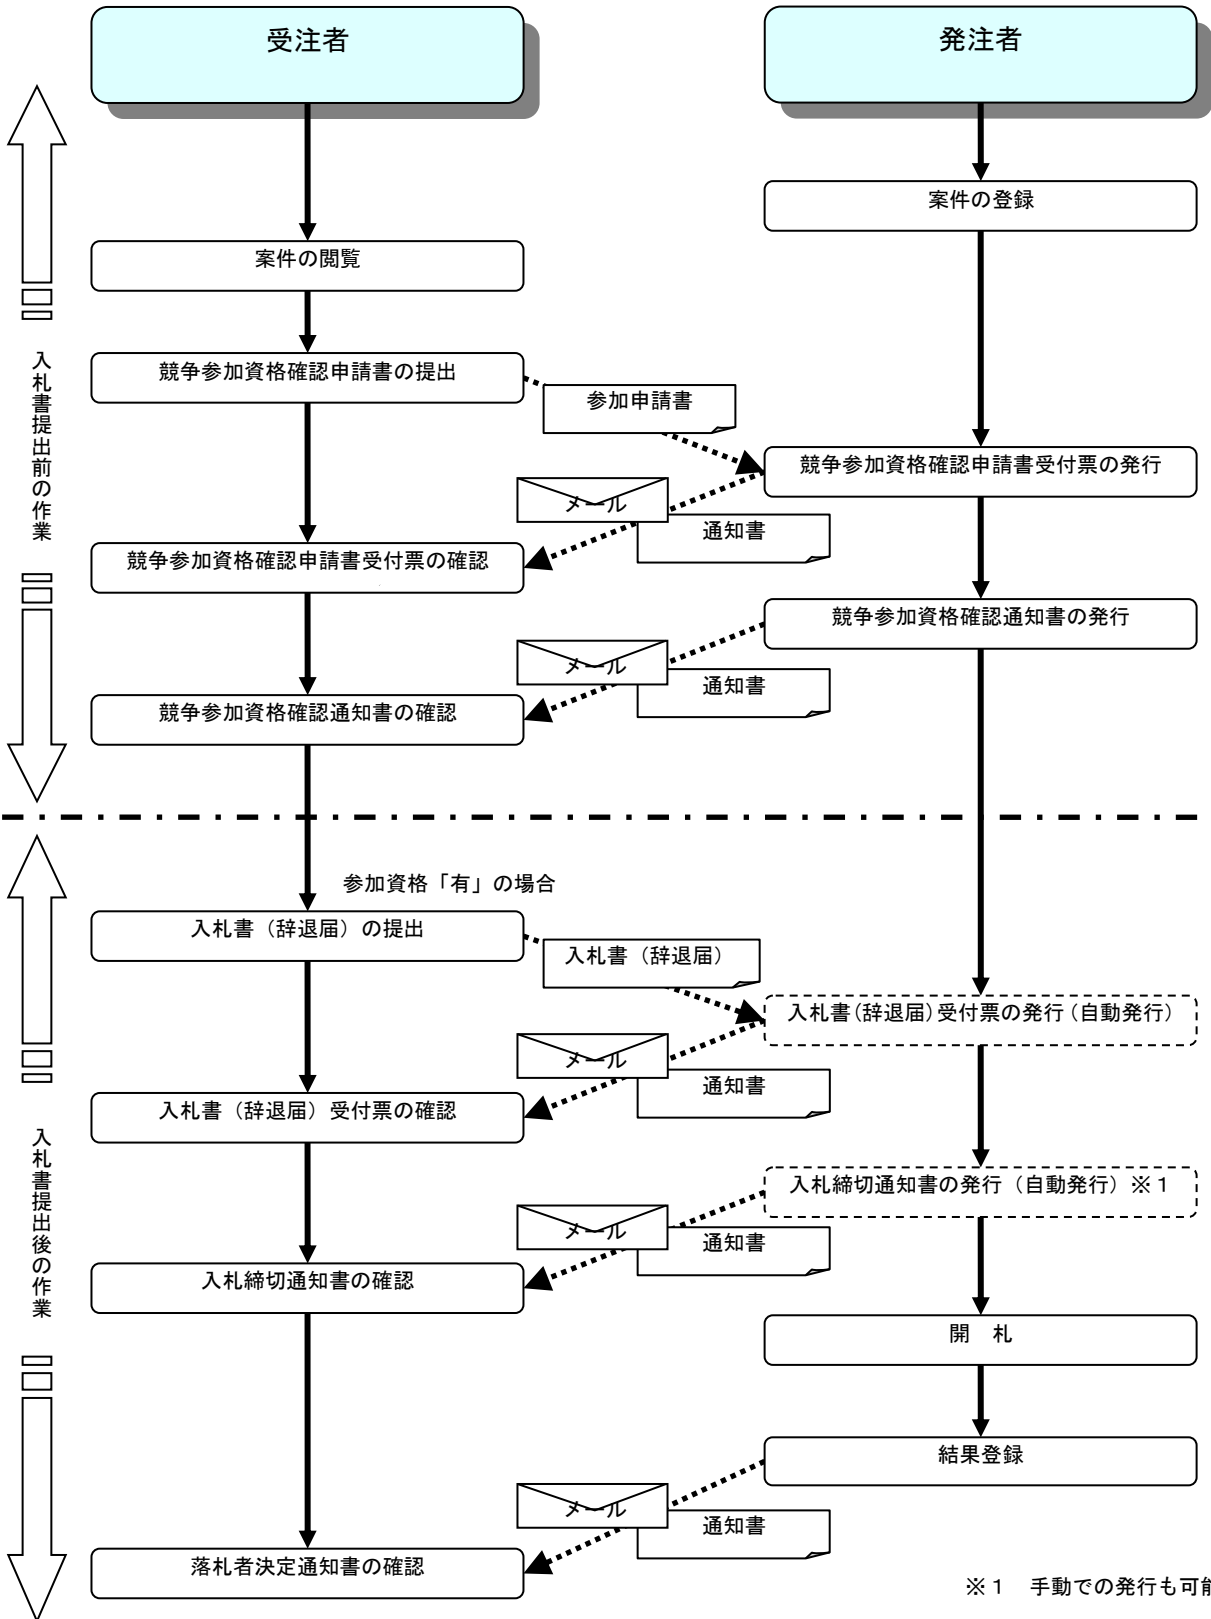 受注者
発注者
案件の登録
案件の閲覧
入札書提出前の作業
競争参加資格確認申請書の提出
参加申請書
競争参加資格確認申請書受付票の発行
メール
通知書
競争参加資格確認申請書受付票の確認
競争参加資格確認通知書の発行
メール
通知書
競争参加資格確認通知書の確認
参加資格「有」の場合
入札書（辞退届）の提出
入札書（辞退届）
入札書（辞退届）受付票の発行（自動発行）
メール
通知書
入札書（辞退届）受付票の確認
入札書提出後の作業
入札締切通知書の発行（自動発行）※１
メール
通知書
入札締切通知書の確認
開　札
結果登録
メール
通知書
落札者決定通知書の確認
※１　手動での発行も可能